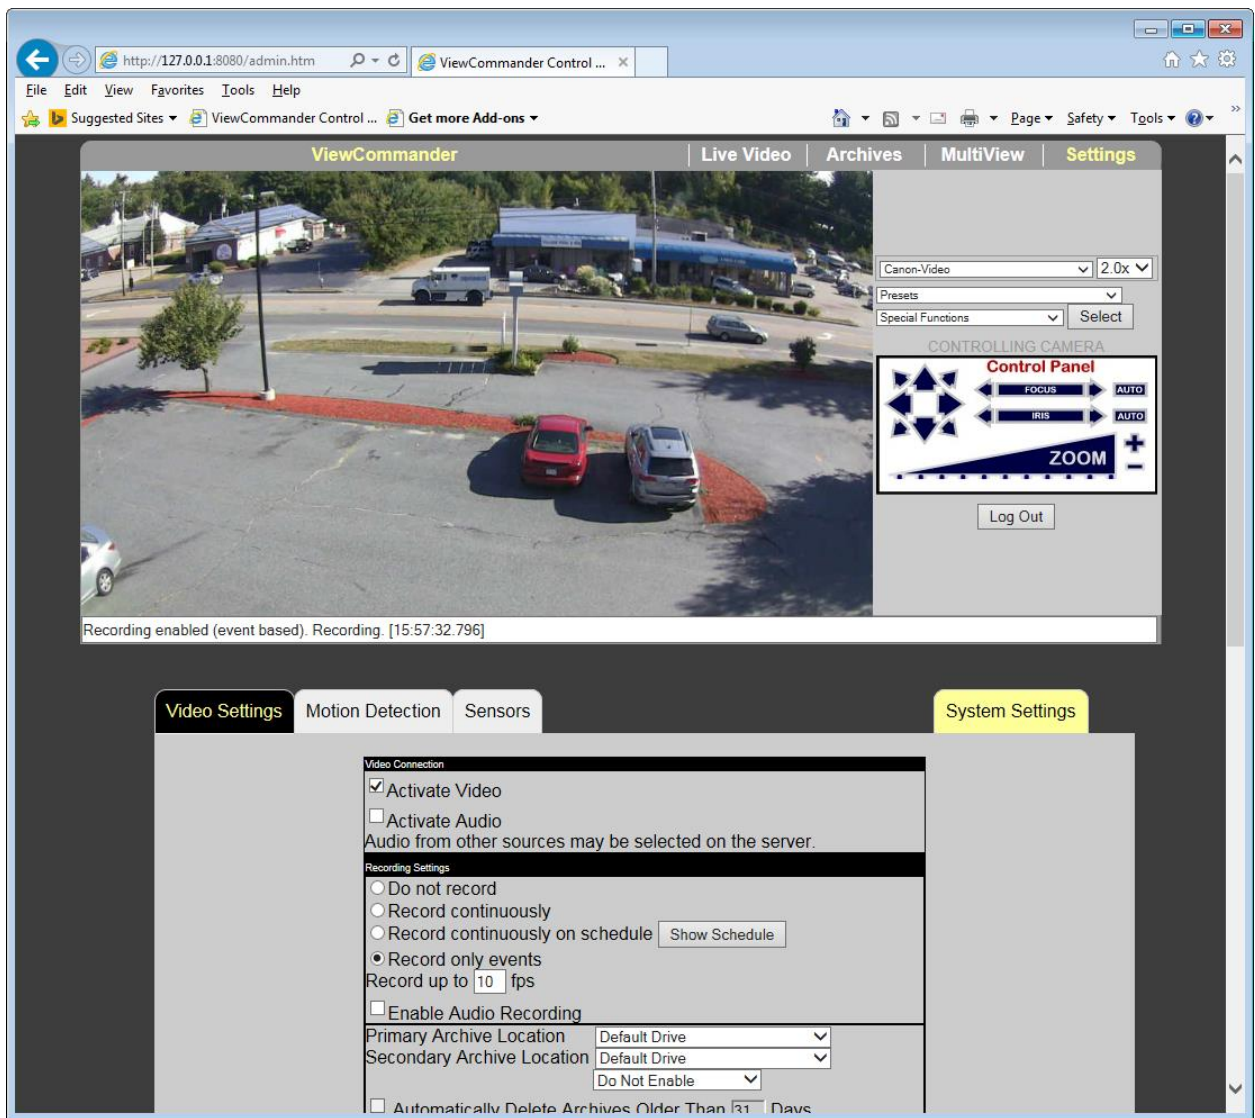 http://127.0.0.1:8080/admin.htm
ViewCommander Control ...
File Edit View Favorites Tools Help
Suggested Sites ViewCommander Control ... Get more Add-ons
Page Safety Tools
ViewCommander Live Video Archives MultiView Settings
Canon-Video 2.0x
Presets
Special Functions Select
CONTROLLING CAMERA
Control Panel
FOCUS AUTO
IRIS AUTO
ZOOM
Log Out
Recording enabled (event based). Recording. [15:57:32.796]
Video Settings Motion Detection Sensors System Settings
Video Connection
Activate Video
Activate Audio
Audio from other sources may be selected on the server.
Recording Settings
Do not record
Record continuously
Record continuously on schedule Show Schedule
Record only events
Record up to 10 fps
Enable Audio Recording
Primary Archive Location Default Drive
Secondary Archive Location Default Drive
Do Not Enable
Automatically Delete Archives Older Than 31 Days